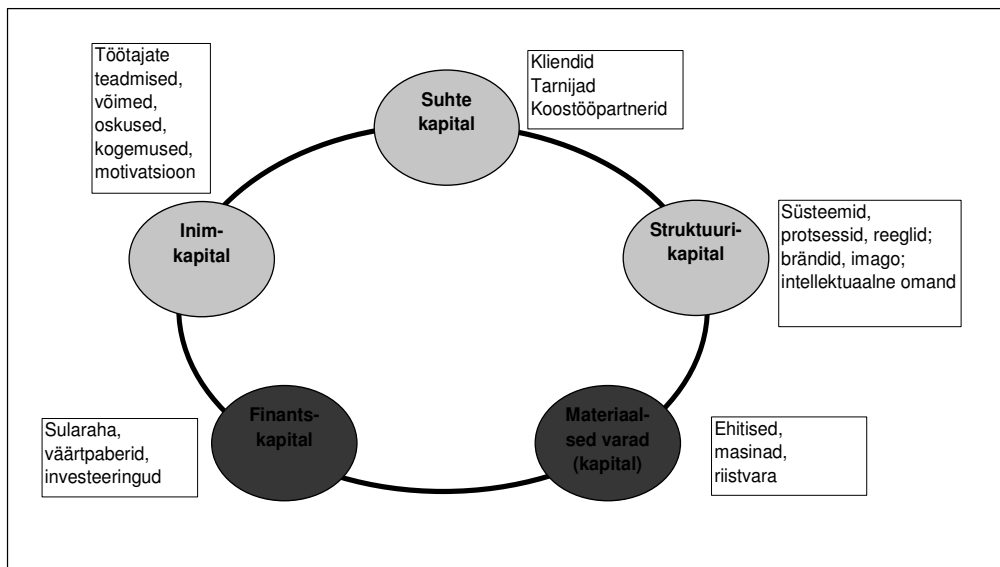 Töötajate
teadmised,
võimed,
oskused,
kogemused,
motivatsioon
Suhte
kapital
Kliendid
Tarnijad
Koostööpartnerid
Inim-
kapital
Struktuuri-
kapital
Süsteemid,
protsessid, reeglid;
brändid, imago;
intellektuaalne omand
Finants-
kapital
Sularaha,
väärtpaberid,
investeeringud
Materiaal-
sed varad
(kapital)
Ehitised,
masinad,
riistvara